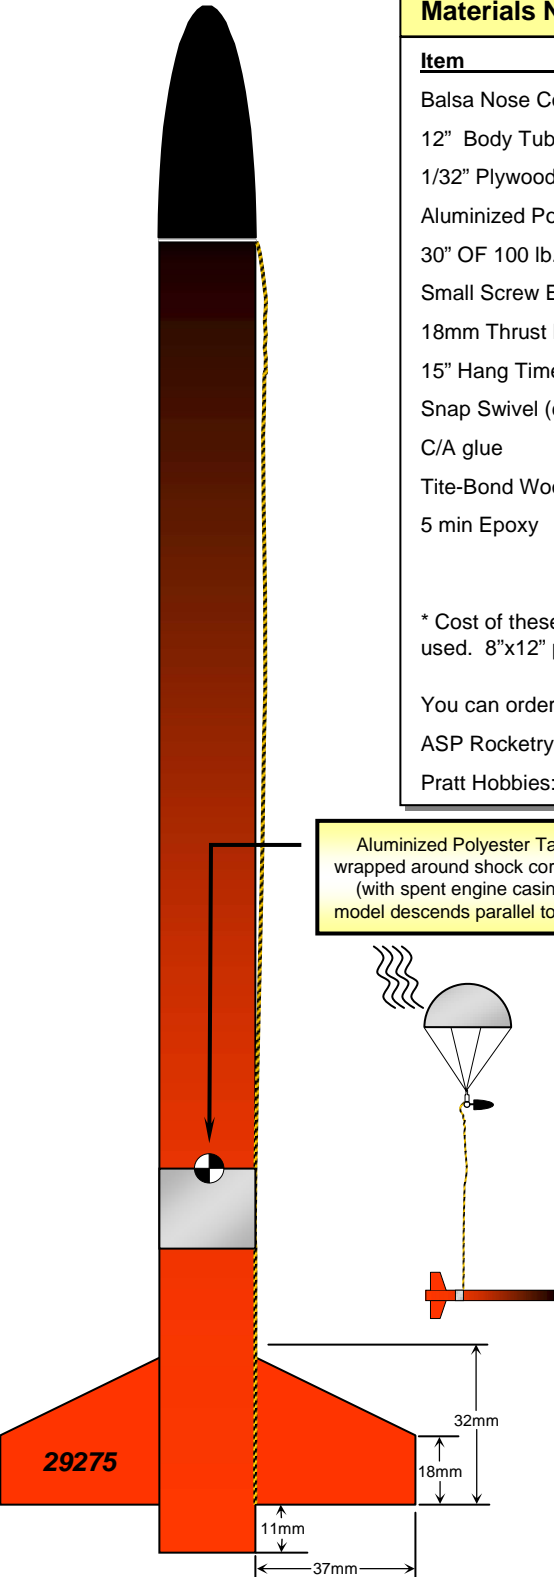 Materials N
Item
Balsa Nose Co
12” Body Tub
1/32” Plywood
Aluminized Po
30” OF 100 lb.
Small Screw E
18mm Thrust
15” Hang Time
Snap Swivel (
C/A glue
Tite-Bond Woo
5 min Epoxy
* Cost of these
used. 8”x12”
You can order
ASP Rocketry
Pratt Hobbies:
Aluminized Polyester Ta
wrapped around shock cor
(with spent engine casin
model descends parallel to
32mm
29275
18mm
11mm
37mm